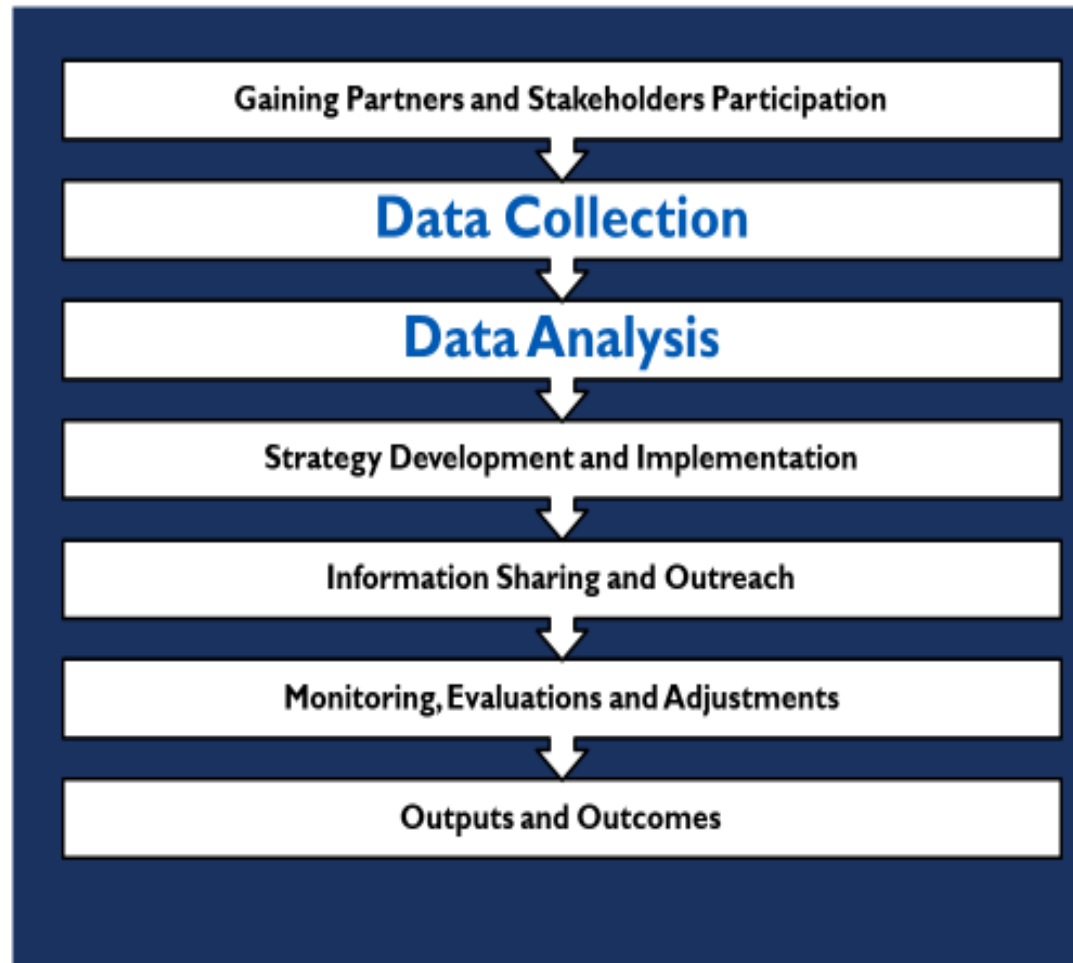 Gaining Partners and Stakeholders Participation
Data Collection
Data Analysis
Strategy Development and Implementation
Information Sharing and Outreach
Monitoring, Evaluations and Adjustments
Outputs and Outcomes